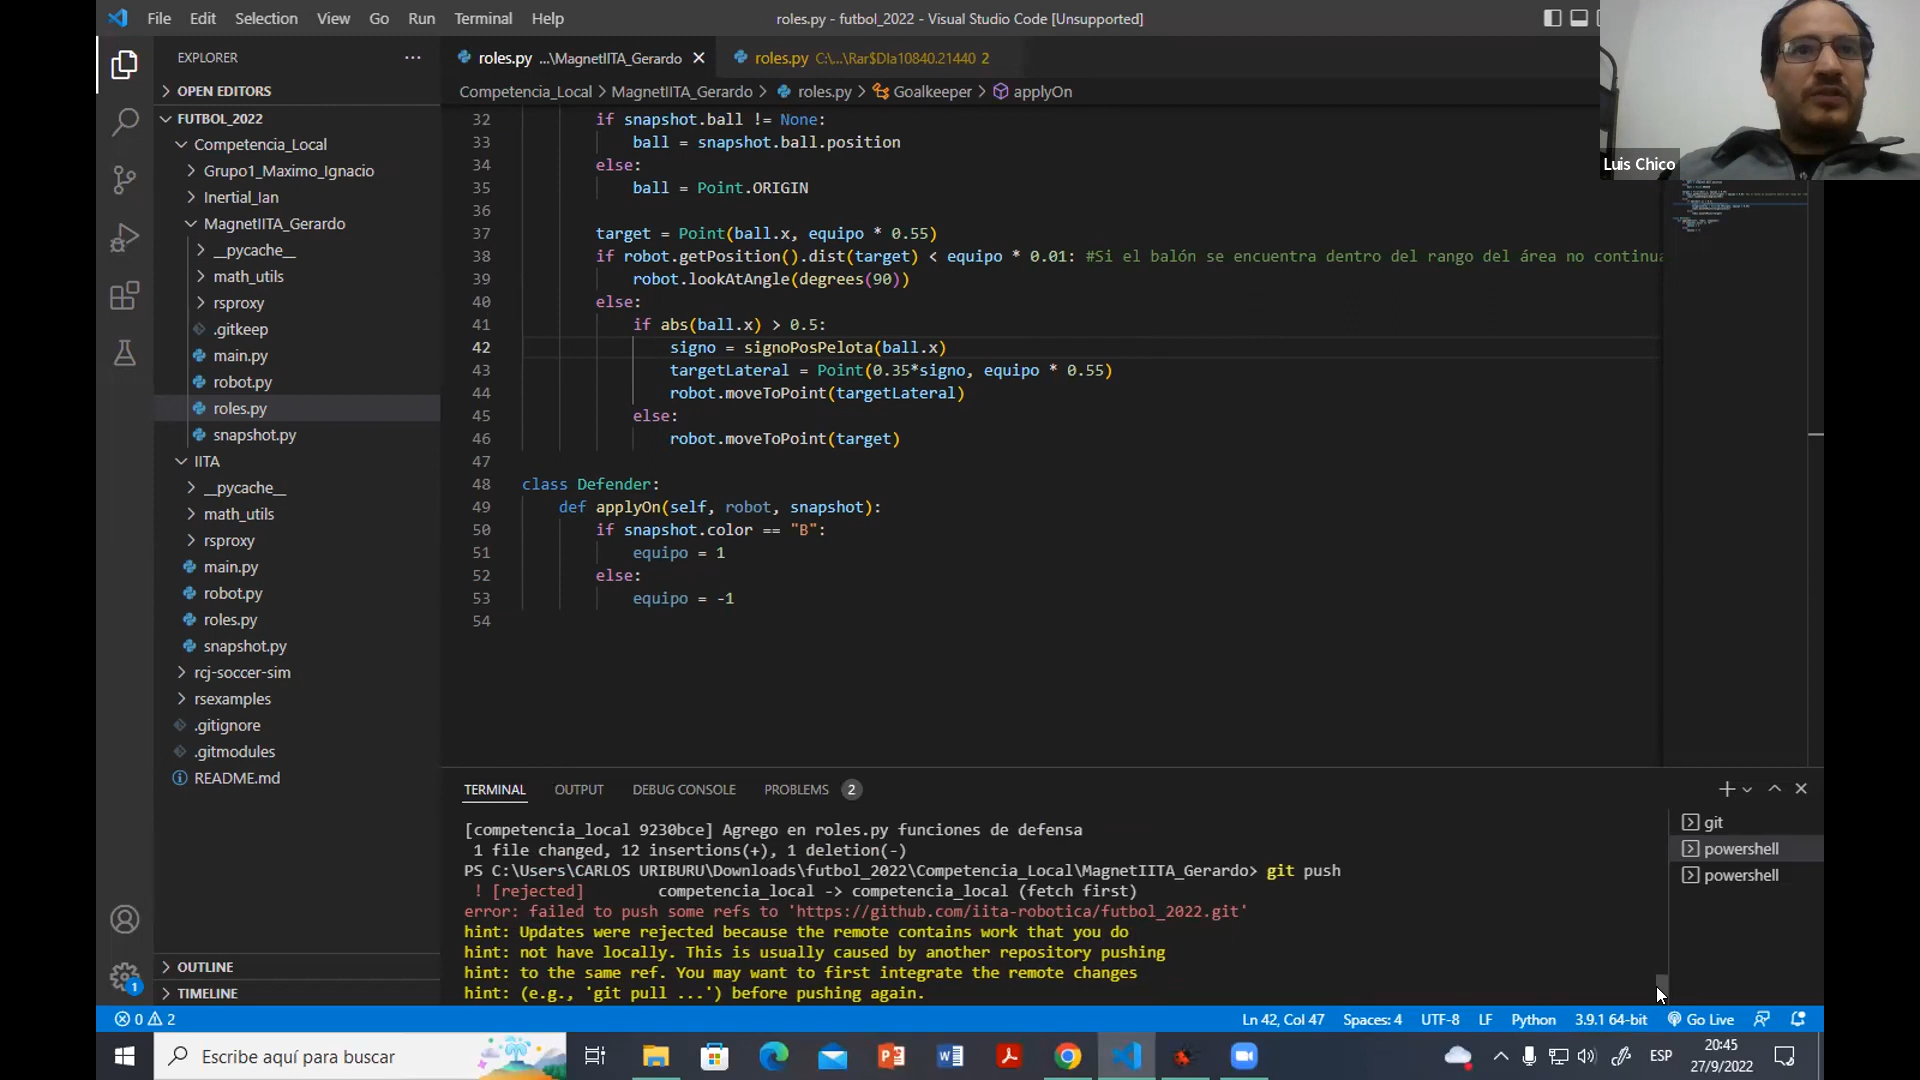 File Edit Selection View Go Run Terminal Help
roles.py - futbol_2022 - Visual Studio Code [Unsupported]
Luis Chico
EXPLORER
OPEN EDITORS
FUTBOL_2022
Competencia_Local
Grupo1_Maximo_Ignacio
Inertial_Ian
MagnetIITA_Gerardo
__pycache__
math_utils
rsproxy
.gitkeep
main.py
robot.py
roles.py
snapshot.py
IITA
__pycache__
math_utils
rsproxy
main.py
robot.py
roles.py
snapshot.py
rcj-soccer-sim
rsexamples
.gitignore
.gitmodules
README.md
OUTLINE
TIMELINE
1
roles.py ...\MagnetIITA_Gerardo
roles.py C:\...\Rar$DIa10840.21440 2
Competencia_Local > MagnetIITA_Gerardo > roles.py > Goalkeeper > applyOn
32 if snapshot.ball != None:
33 ball = snapshot.ball.position
34 else:
35 ball = Point.ORIGIN
36
37 target = Point(ball.x, equipo * 0.55)
38 if robot.getPosition().dist(target) < equipo * 0.01: #Si el balón se encuentra dentro del rango del área no continua
39 robot.lookAtAngle(degrees(90))
40 else:
41 if abs(ball.x) > 0.5:
42 signo = signoPosPelota(ball.x)
43 targetLateral = Point(0.35*signo, equipo * 0.55)
44 robot.moveToPoint(targetLateral)
45 else:
46 robot.moveToPoint(target)
47
48 class Defender:
49 def applyOn(self, robot, snapshot):
50 if snapshot.color == "B":
51 equipo = 1
52 else:
53 equipo = -1
54
TERMINAL OUTPUT DEBUG CONSOLE PROBLEMS 2
[competencia_local 9230bce] Agrego en roles.py funciones de defensa
1 file changed, 12 insertions(+), 1 deletion(-)
PS C:\Users\CARLOS URIBURU\Downloads\futbol_2022\Competencia_Local\MagnetIITA_Gerardo> git push
! [rejected] competencia_local -> competencia_local (fetch first)
error: failed to push some refs to 'https://github.com/iita-robotica/futbol_2022.git'
hint: Updates were rejected because the remote contains work that you do
hint: not have locally. This is usually caused by another repository pushing
hint: to the same ref. You may want to first integrate the remote changes
hint: (e.g., 'git pull ...') before pushing again.
git
powershell
powershell
0 2
Ln 42, Col 47 Spaces: 4 UTF-8 LF Python 3.9.1 64-bit Go Live
Escribe aquí para buscar
ESP
20:45
27/9/2022